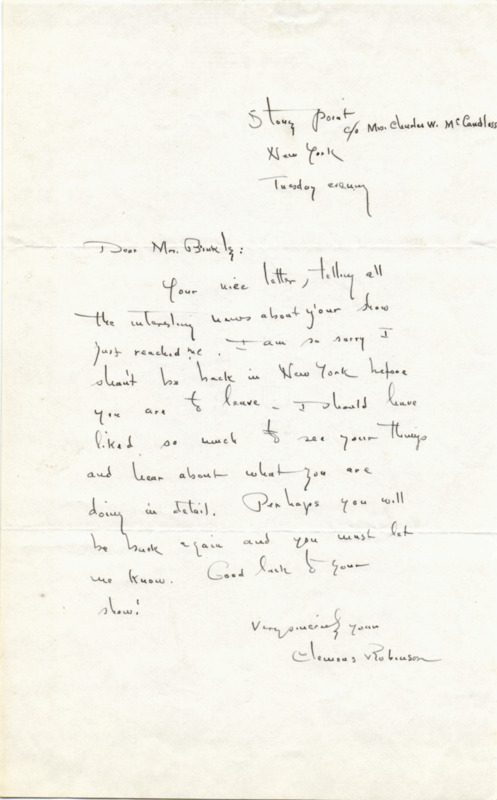 Stony Point
c/o Mrs. Charles W. McCandless
New York
Tuesday evening
Dear Mrs. Binkly:
Your nice letter, telling all
the interesting news about your show
just reached me. I am so sorry I
shan't be back in New York before
you are to leave - I should have
liked so much to see your things
and hear about what you are
doing in detail. Perhaps you will
be back again and you must let
me know. Good luck to your
show!
Very sincerely yours
Clemens Robinson